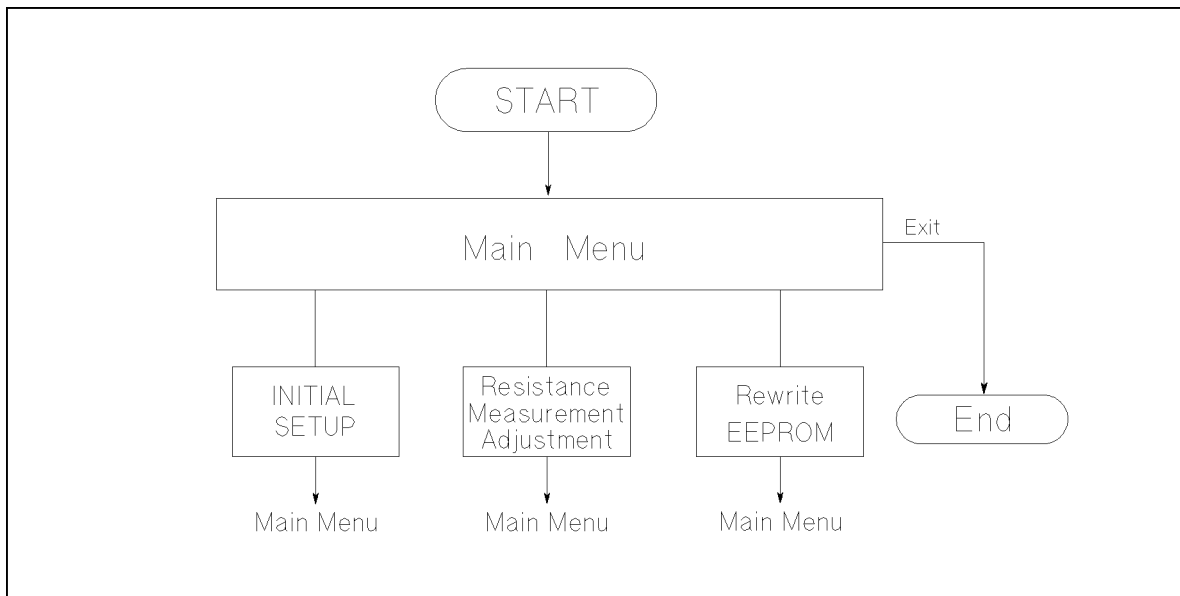 START
Main Menu
Exit
INITIAL
SETUP
Resistance
Measurement
Adjustment
Rewrite
EEPROM
End
Main Menu
Main Menu
Main Menu